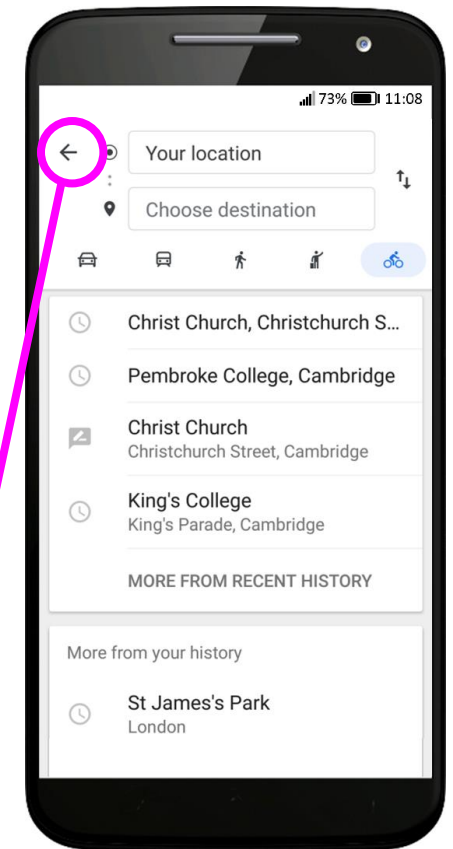 73% 11:08
Your location
Choose destination
Christ Church, Christchurch S...
Pembroke College, Cambridge
Christ Church
Christchurch Street, Cambridge
King's College
King's Parade, Cambridge
MORE FROM RECENT HISTORY
More from your history
St James's Park
London